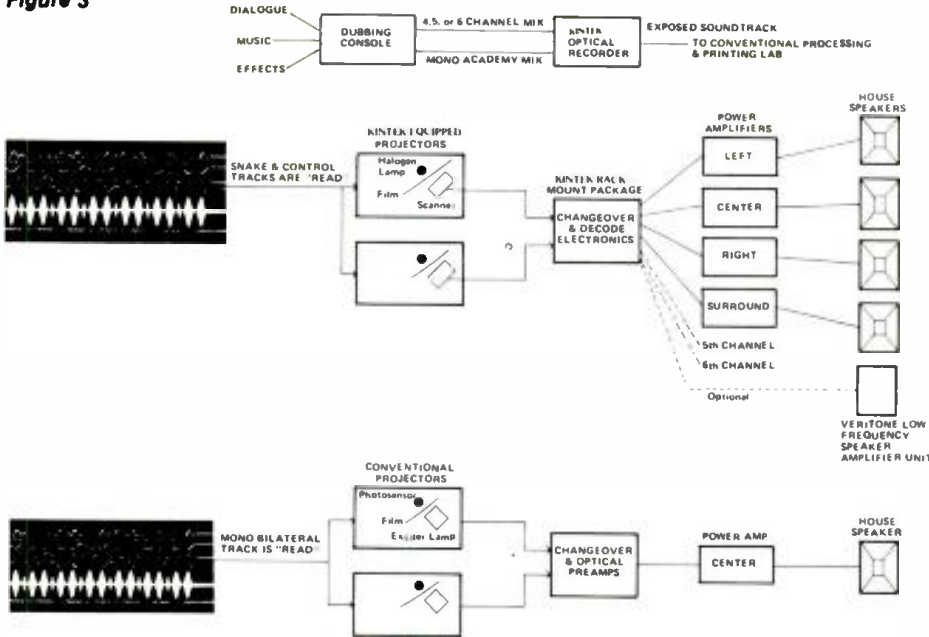 Figure 3
DIALOGUE
MUSIC
EFFECTS
DUBBING
CONSOLE
4.5. or 6 CHANNEL MIX
MONO ACADEMY MIX
KINTEK
OPTICAL
RECORDER
EXPOSED SOUNDTRACK
TO CONVENTIONAL PROCESSING
& PRINTING LAB
SNAKE & CONTROL
TRACKS ARE "READ
KINTEK EQUIPPED
PROJECTORS
Halogen
Lamp
Film
Scanner
KINTEK RACK
MOUNT PACKAGE
CHANGEOVER
& DECODE
ELECTRONICS
POWER
AMPLIFIERS
LEFT
CENTER
RIGHT
SURROUND
5th CHANNEL
6th CHANNEL
Optional
HOUSE
SPEAKERS
VERITONE LOW
FREQUENCY
SPEAKER
AMPLIFIER UNIT
MONO BILATERAL
TRACK IS "READ
CONVENTIONAL
PROJECTORS
Photosensor
Film
Exciter Lamp
CHANGEOVER
& OPTICAL
PREAMPS
POWER AMP
CENTER
HOUSE
SPEAKER